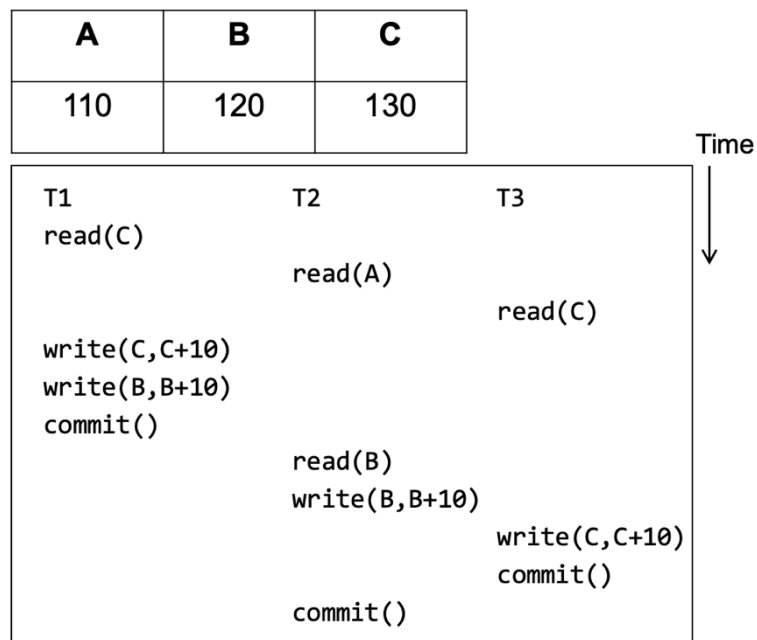 A B C
110 120 130
Time
T1 T2 T3
read(C)
read(A)
read(C)
write(C,C+10)
write(B,B+10)
commit()
read(B)
write(B,B+10)
write(C,C+10)
commit()
commit()